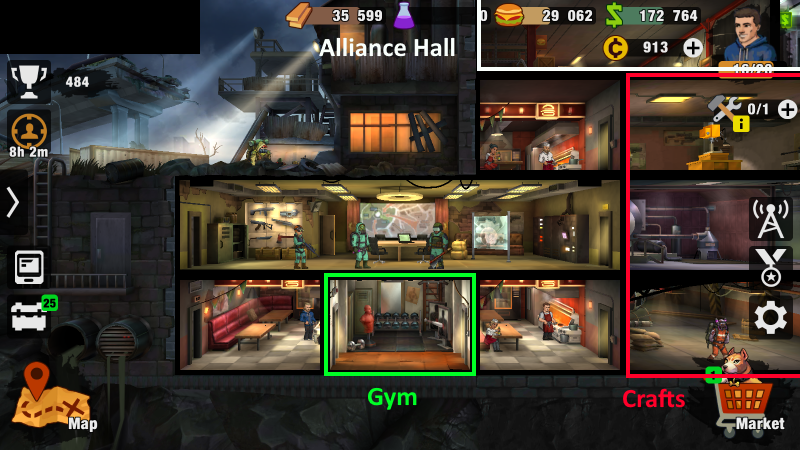 35 599
0 29 062 172 764
Alliance Hall
913
484
0/1
8h 2m
25
Gym
Crafts
Map
Market